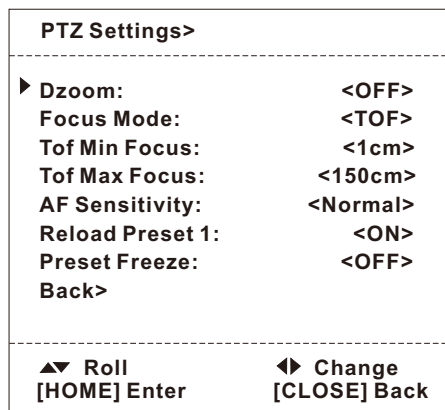 PTZ Settings>
Dzoom: <OFF>
Focus Mode: <TOF>
Tof Min Focus: <1cm>
Tof Max Focus: <150cm>
AF Sensitivity: <Normal>
Reload Preset 1: <ON>
Preset Freeze: <OFF>
Back>
▲▼ Roll ◀▶ Change
[HOME] Enter [CLOSE] Back